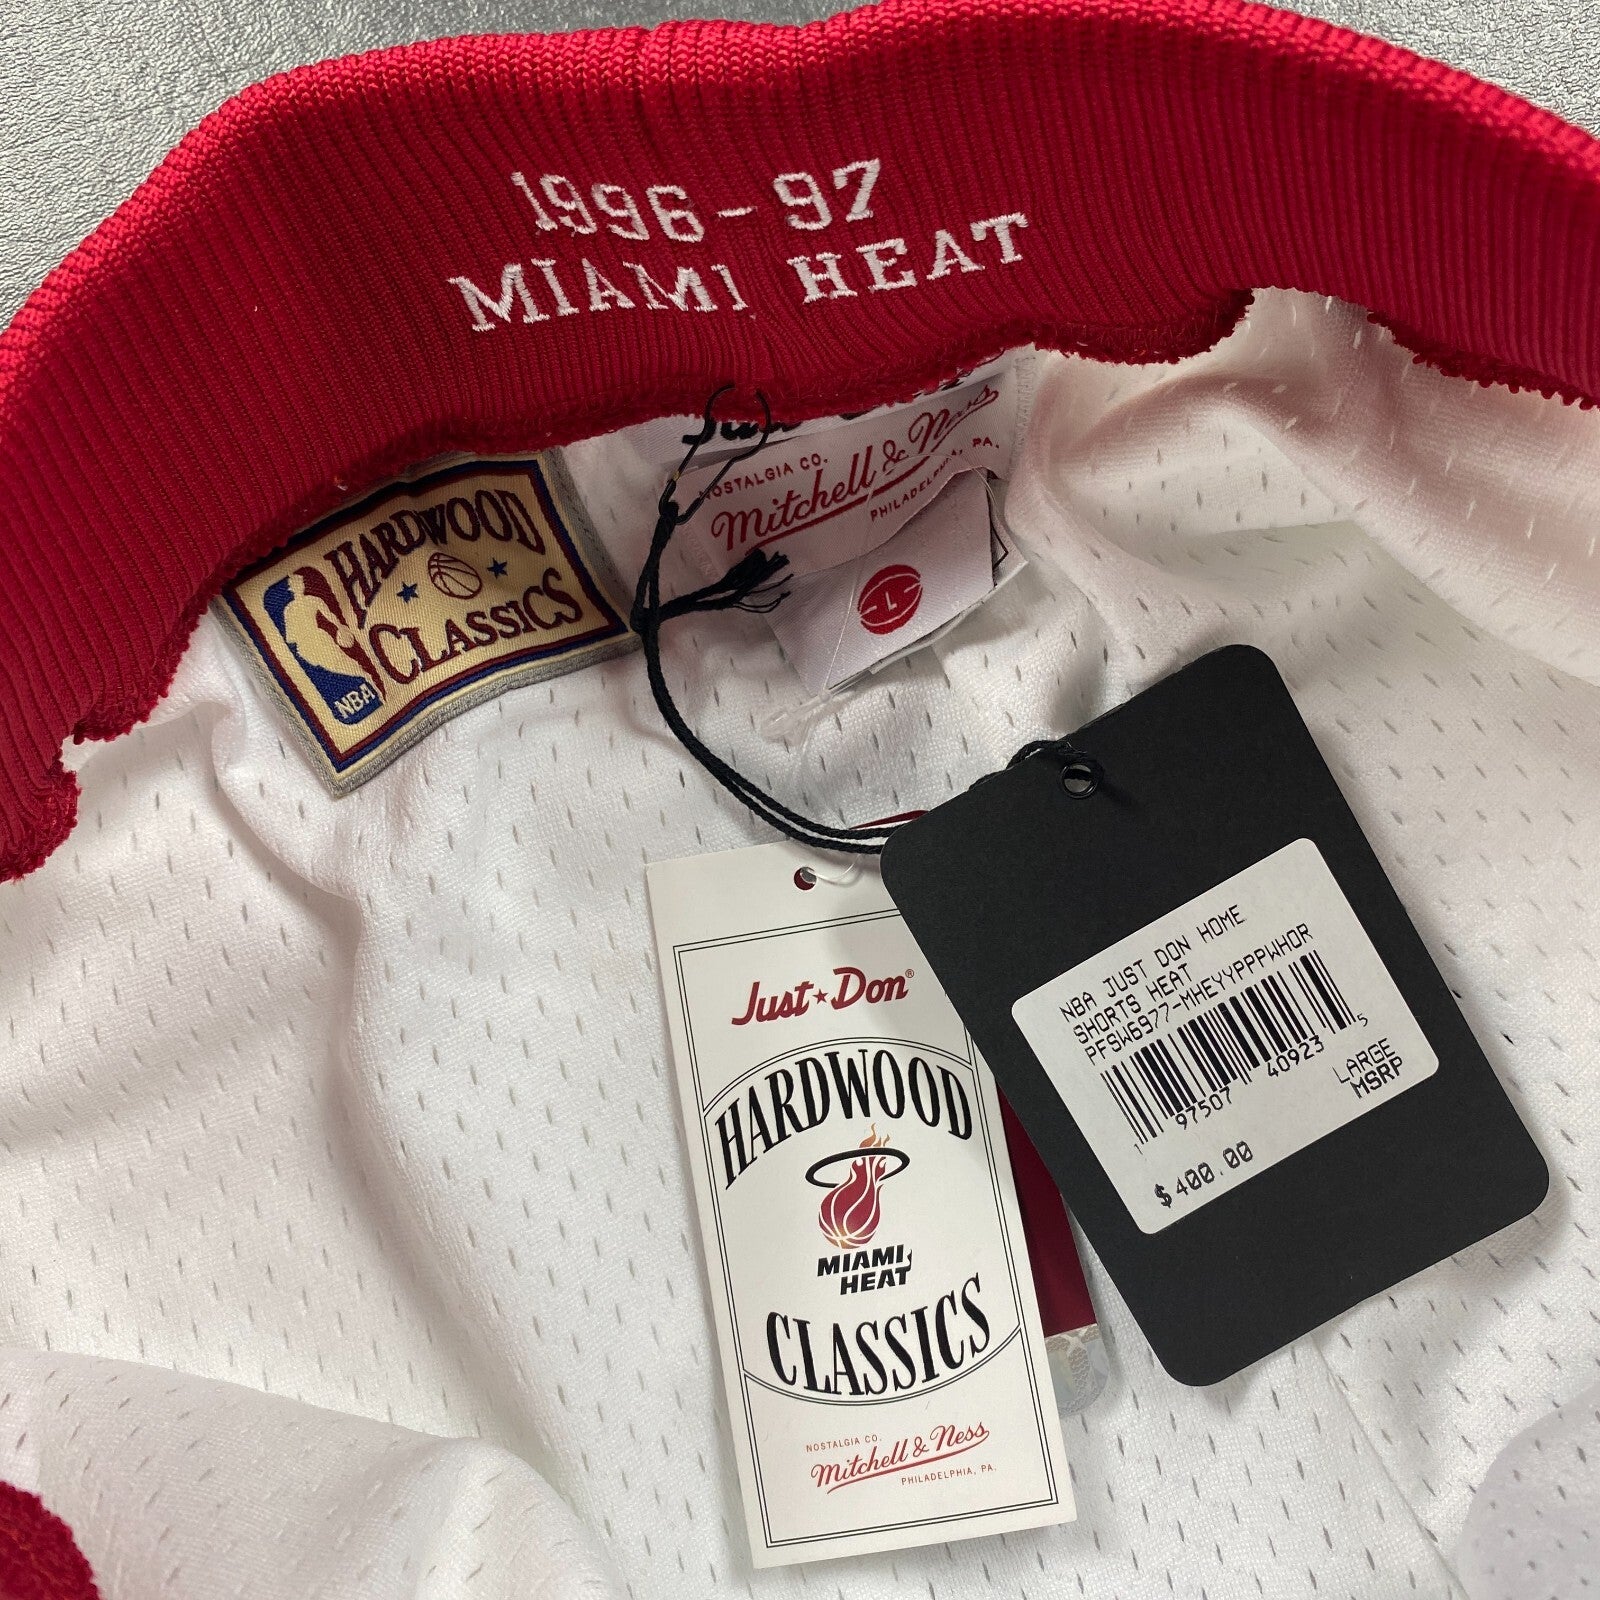 1996-97
MIAMI HEAT
HARDWOOD
CLASSICS
NBA
NOSTALGIA CO.
Mitchell & Ness
PHILADELPHIA, PA.
L
Just Don®
HARDWOOD
MIAMI
HEAT
CLASSICS
NOSTALGIA CO.
Mitchell & Ness
PHILADELPHIA, PA.
NBA JUST DON HOME
SHORTS HEAT
PFSW6977-MHEYYPPPWHOR
1 97507 40923 5
LARGE
MSRP
$400.00